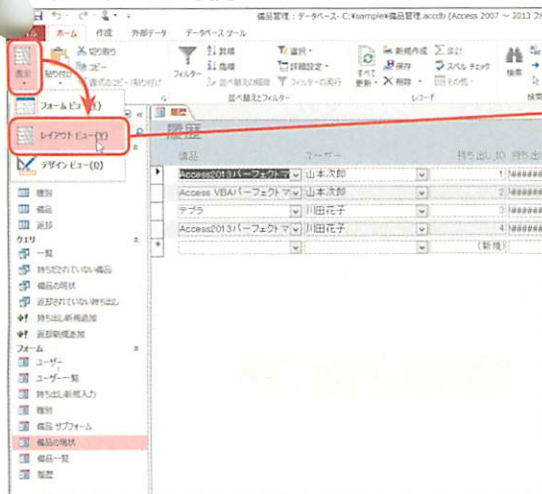 備品管理 : データベース- C:¥sample¥備品管理.accdb (Access 2007 ～ 2013 ファ
ホーム 作成 外部データ データベース ツール
表示
貼り付け
切り取り
コピー
書式のコピー/貼り付け
フィルター
昇順
降順
並べ替えの解除
選択
詳細設定
フィルターの実行
並べ替えとフィルター
すべて更新
新規作成
保存
削除
Σ 集計
スペル チェック
その他
レコード
検索
フォーム ビュー
レイアウト ビュー(Y)
デザイン ビュー(D)
種別
備品
返却
クエリ
一覧
持ち出されていない備品
備品の現状
返却されていない持ち出し
持ち出し新規追加
返却新規追加
フォーム
ユーザー
ユーザー一覧
持ち出し新規入力
種別
備品 サブフォーム
備品の現状
備品一覧
履歴
履歴
履歴
備品 ユーザー 持ち出しID 持ち出
Access2013パーフェクトマ 山本次郎 1 ######
Access VBAパーフェクトマ 山本次郎 2 ######
テプラ 川田花子 3 ######
Access2013パーフェクトマ 川田花子 4 ######
(新規)